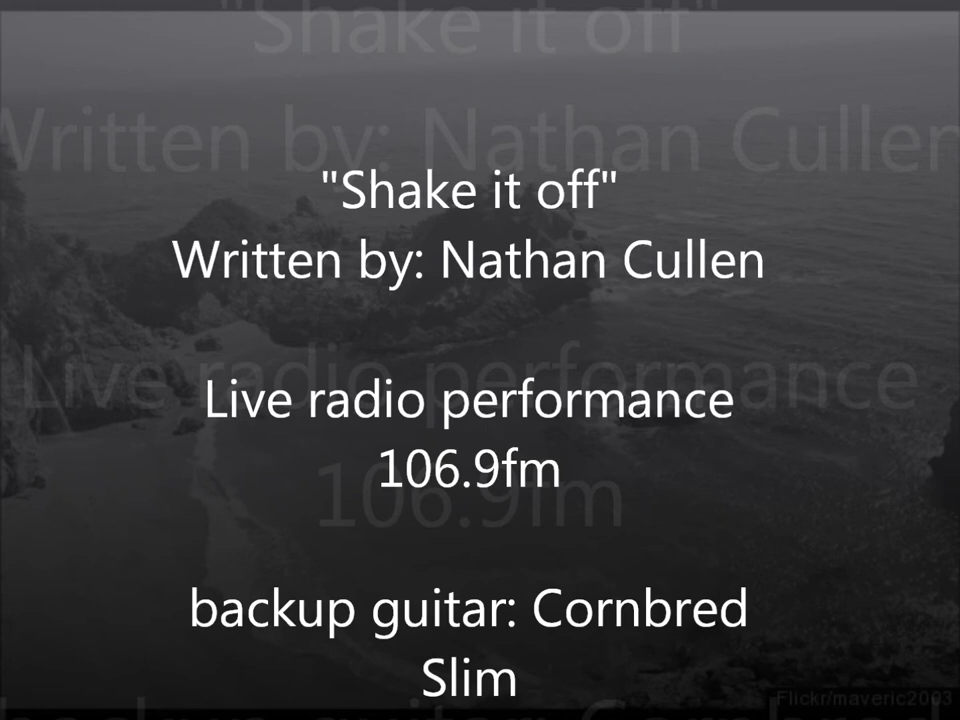 "Shake it off"
Written by: Nathan Cullen
Live radio performance
106.9fm
backup guitar: Cornbred
Slim
Flickr/maveric2003